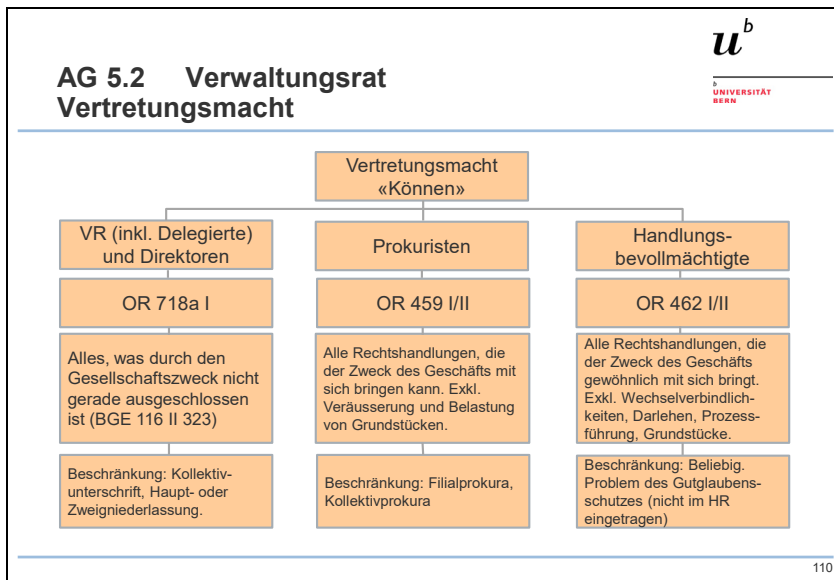 u^b
b
UNIVERSITÄT
BERN
AG 5.2 Verwaltungsrat
Vertretungsmacht
Vertretungsmacht
«Können»
VR (inkl. Delegierte)
und Direktoren
OR 718a I
Alles, was durch den
Gesellschaftszweck nicht
gerade ausgeschlossen
ist (BGE 116 II 323)
Beschränkung: Kollektiv-
unterschrift, Haupt- oder
Zweigniederlassung.
Prokuristen
OR 459 I/II
Alle Rechtshandlungen, die
der Zweck des Geschäfts mit
sich bringen kann. Exkl.
Veräusserung und Belastung
von Grundstücken.
Beschränkung: Filialprokura,
Kollektivprokura
Handlungs-
bevollmächtigte
OR 462 I/II
Alle Rechtshandlungen, die
der Zweck des Geschäfts
gewöhnlich mit sich bringt.
Exkl. Wechselverbindlich-
keiten, Darlehen, Prozess-
führung, Grundstücke.
Beschränkung: Beliebig.
Problem des Gutglaubens-
schutzes (nicht im HR
eingetragen)
110